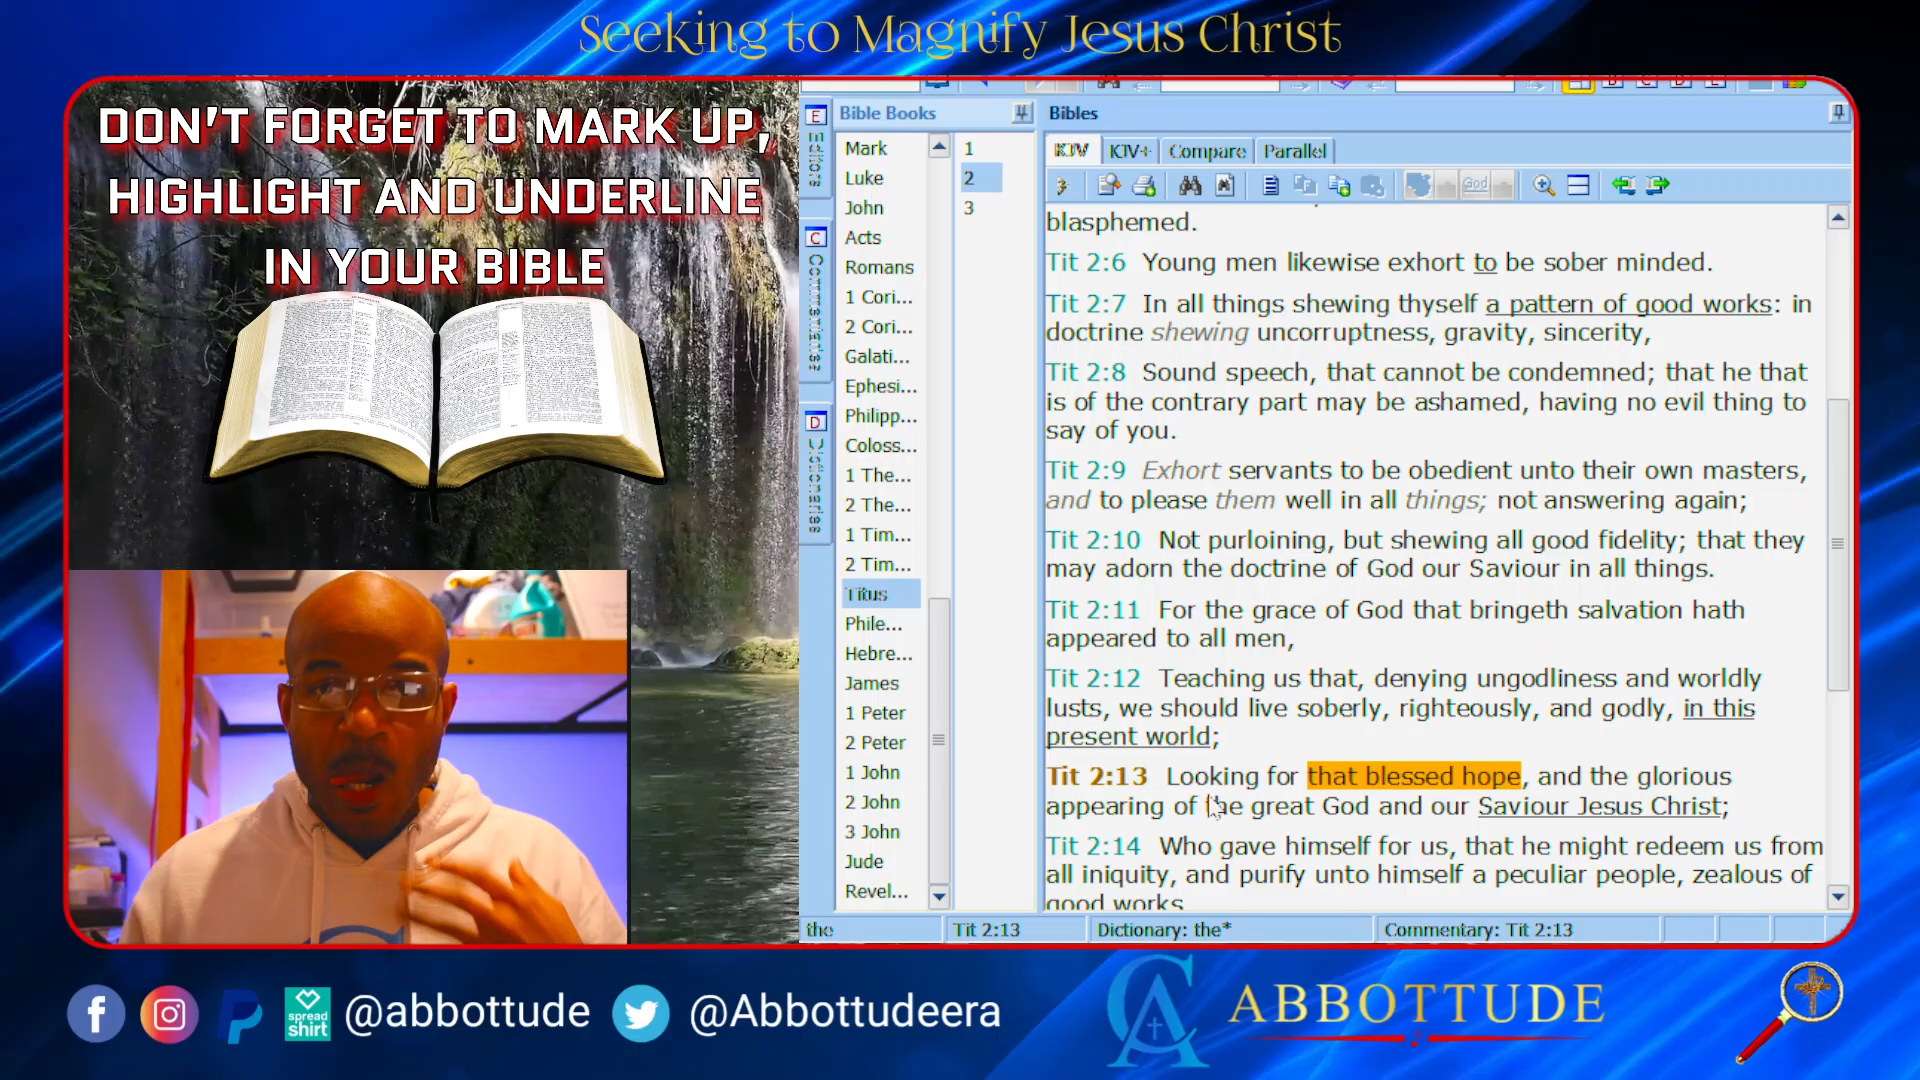 Seeking to Magnify Jesus Christ
DON'T FORGET TO MARK UP,
HIGHLIGHT AND UNDERLINE
IN YOUR BIBLE
E
Editors
C
D
Dictionaries
Bible Books
Mark
Luke
John
Acts
Romans
1 Cori...
2 Cori...
Galati...
Ephesi...
Philipp...
Coloss...
1 The...
2 The...
1 Tim...
2 Tim...
Titus
Phile...
Hebre...
James
1 Peter
2 Peter
1 John
2 John
3 John
Jude
Revel...
1
2
3
Bibles
KJV KJV+ Compare Parallel
God
blasphemed.
Tit 2:6 Young men likewise exhort to be sober minded.
Tit 2:7 In all things shewing thyself a pattern of good works: in
doctrine shewing uncorruptness, gravity, sincerity,
Tit 2:8 Sound speech, that cannot be condemned; that he that
is of the contrary part may be ashamed, having no evil thing to
say of you.
Tit 2:9 Exhort servants to be obedient unto their own masters,
and to please them well in all things; not answering again;
Tit 2:10 Not purloining, but shewing all good fidelity; that they
may adorn the doctrine of God our Saviour in all things.
Tit 2:11 For the grace of God that bringeth salvation hath
appeared to all men,
Tit 2:12 Teaching us that, denying ungodliness and worldly
lusts, we should live soberly, righteously, and godly, in this
present world;
Tit 2:13 Looking for that blessed hope, and the glorious
appearing of the great God and our Saviour Jesus Christ;
Tit 2:14 Who gave himself for us, that he might redeem us from
all iniquity, and purify unto himself a peculiar people, zealous of
good works
the Tit 2:13 Dictionary: the* Commentary: Tit 2:13
spread
shirt
@abbottude
@Abbottudeera
CA
ABBOTTUDE